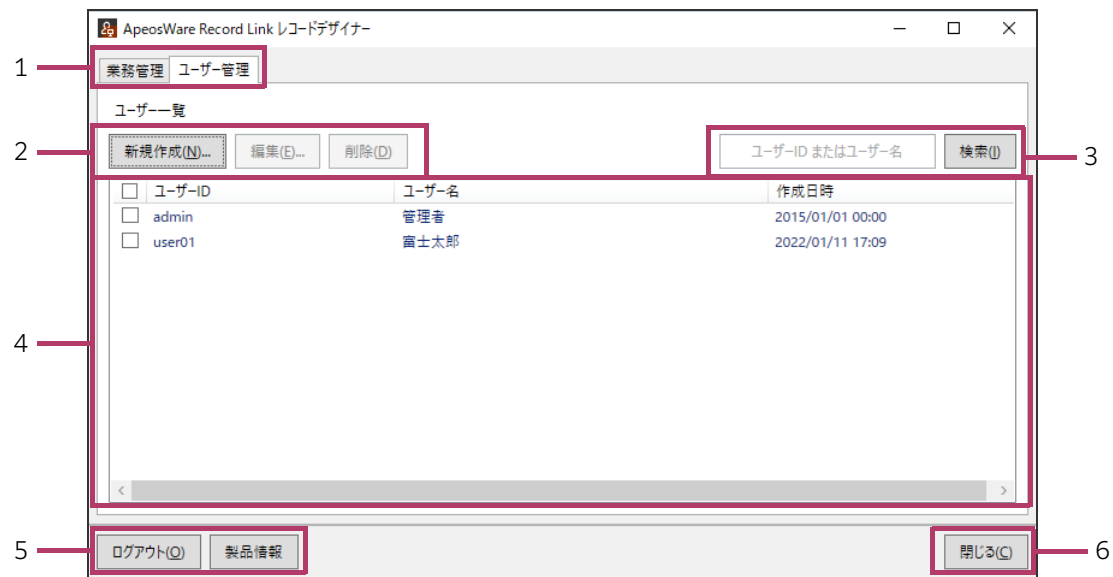 ApeosWare Record Link レコードデザイナー
1
業務管理 ユーザー管理
ユーザー一覧
2
新規作成(N)... 編集(E)... 削除(D) ユーザーID またはユーザー名 検索(I)
3
ユーザーID ユーザー名 作成日時
admin 管理者 2015/01/01 00:00
user01 富士太郎 2022/01/11 17:09
4
5
ログアウト(O) 製品情報 閉じる(C)
6